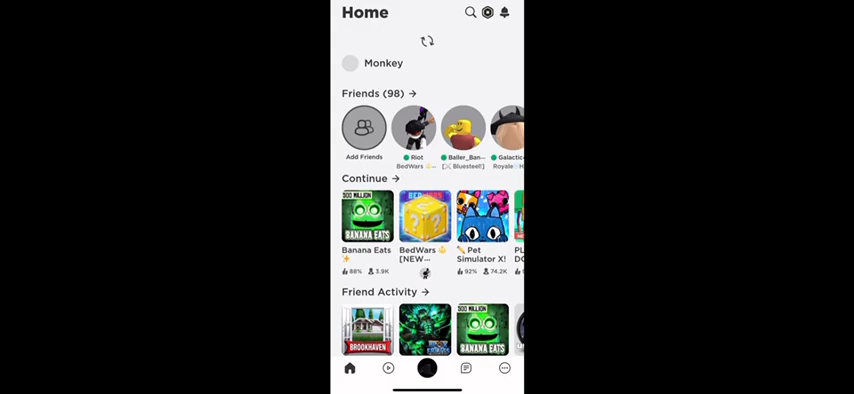 Home
Monkey
Friends (98) →
Add Friends
Riot
BedWars
Baller_Ban--
Bluesteel!]
Galactic-
Royale
Continue →
300 MILLION
BANANA EATS
Banana Eats
88% 3.9K
BedWars
[NEW---
Pet
Simulator X!
92% 74.2K
Friend Activity →
BROOKHAVEN
300 MILLION
BANANA EATS